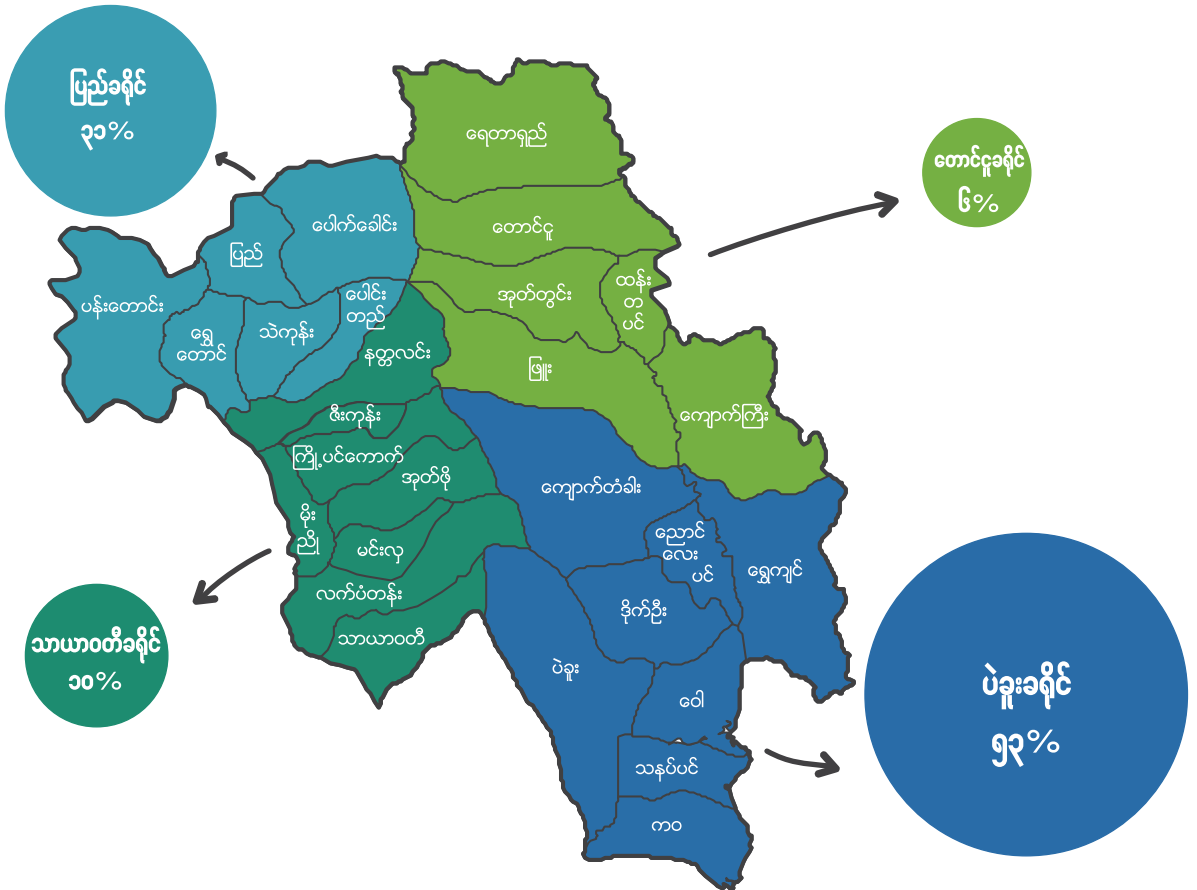 ပြည်ခရိုင်
၃၁%
တောင်ငူခရိုင်
၆%
ရေတာရှည်
တောင်ငူ
ပေါက်ခေါင်း
ပြည်
ပန်းတောင်း
ပေါင်း
တည်
သဲကုန်း
ရွှေ
တောင်
အုတ်တွင်း
ထန်း
တ
ပင်
ဖြူး
နတ္တလင်း
ကျောက်ကြီး
ဇီးကုန်း
ကြို့ပင်ကောက်
အုတ်ဖို
ကျောက်တံခါး
မိုး
ညို
မင်းလှ
ညောင်
လေး
ပင်
ရွှေကျင်
လက်ပံတန်း
ဒိုက်ဦး
သာယာဝတီ
သာယာဝတီခရိုင်
၁၀%
ပဲခူး
ဝေါ
ပဲခူးခရိုင်
၅၃%
သနပ်ပင်
ကဝ